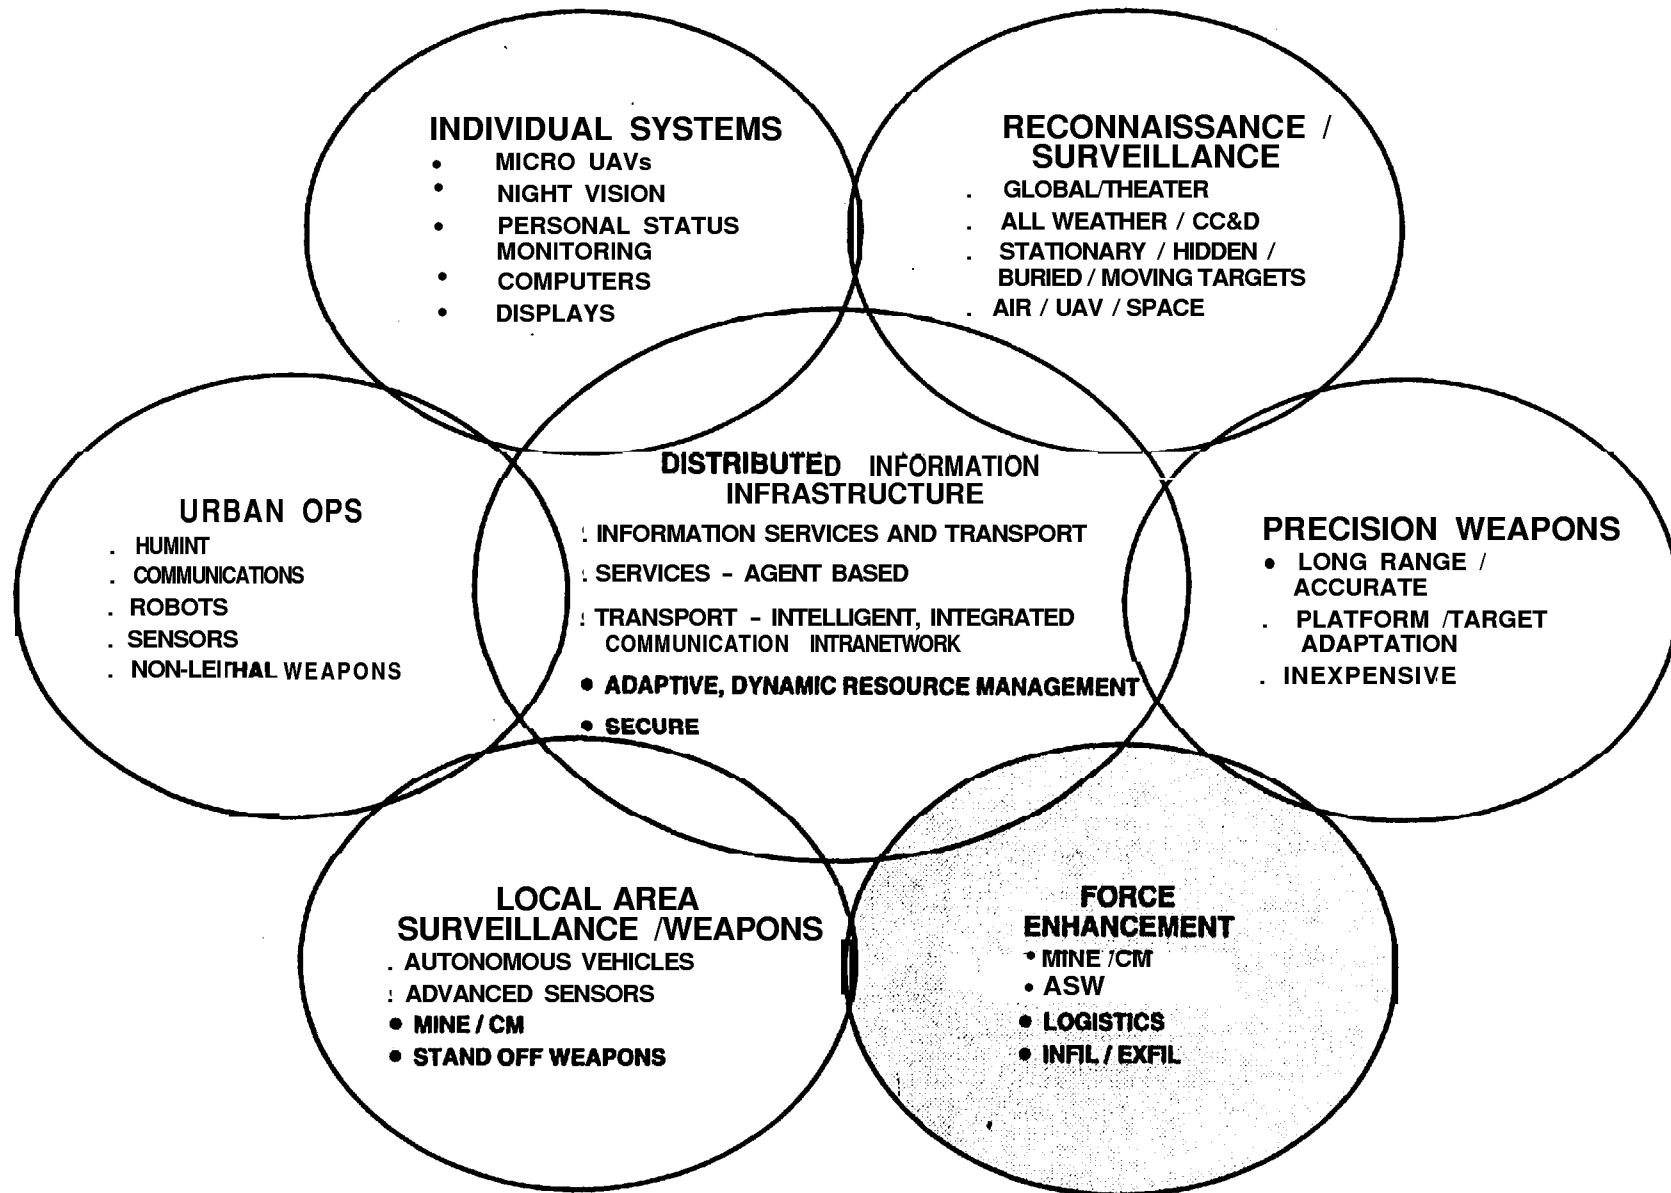 INDIVIDUAL SYSTEMS
• MICRO UAVs
• NIGHT VISION
• PERSONAL STATUS
MONITORING
• COMPUTERS
• DISPLAYS
RECONNAISSANCE /
SURVEILLANCE
. GLOBAL/THEATER
. ALL WEATHER / CC&D
. STATIONARY / HIDDEN /
BURIED / MOVING TARGETS
. AIR / UAV / SPACE
URBAN OPS
. HUMINT
. COMMUNICATIONS
. ROBOTS
. SENSORS
. NON-LEITHAL WEAPONS
DISTRIBUTED INFORMATION
INFRASTRUCTURE
: INFORMATION SERVICES AND TRANSPORT
: SERVICES - AGENT BASED
: TRANSPORT - INTELLIGENT, INTEGRATED
COMMUNICATION INTRANETWORK
• ADAPTIVE, DYNAMIC RESOURCE MANAGEMENT
• SECURE
PRECISION WEAPONS
• LONG RANGE /
ACCURATE
. PLATFORM /TARGET
ADAPTATION
. INEXPENSIVE
LOCAL AREA
SURVEILLANCE /WEAPONS
. AUTONOMOUS VEHICLES
: ADVANCED SENSORS
• MINE / CM
• STAND OFF WEAPONS
FORCE
ENHANCEMENT
• MINE /CM
• ASW
• LOGISTICS
• INFIL / EXFIL